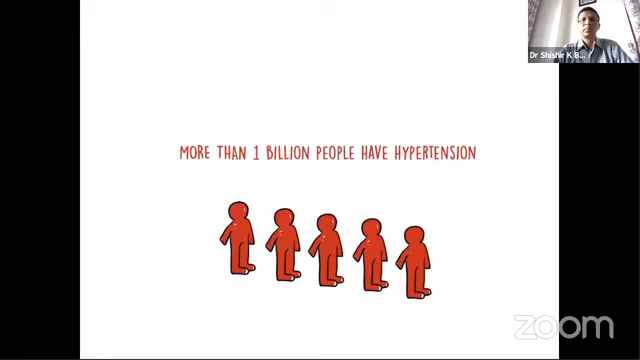 Dr Shishir K B...
MORE THAN 1 BILLION PEOPLE HAVE HYPERTENSION
zoom